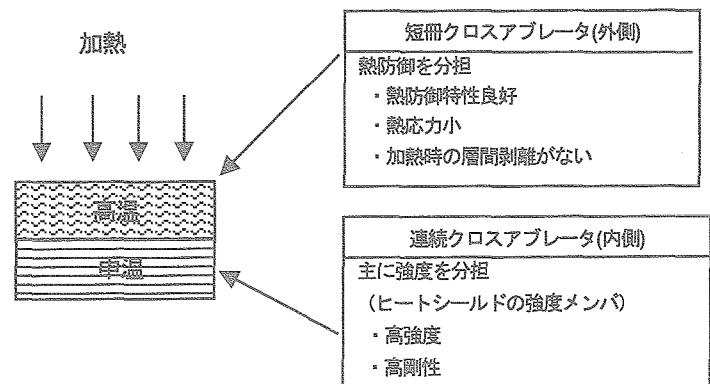 加熱
高温
中温
短冊クロスアブレータ(外側)
熱防御を分担
・熱防御特性良好
・熱応力小
・加熱時の層間剥離がない
連続クロスアブレータ(内側)
主に強度を分担
（ヒートシールドの強度メンバ）
・高強度
・高剛性